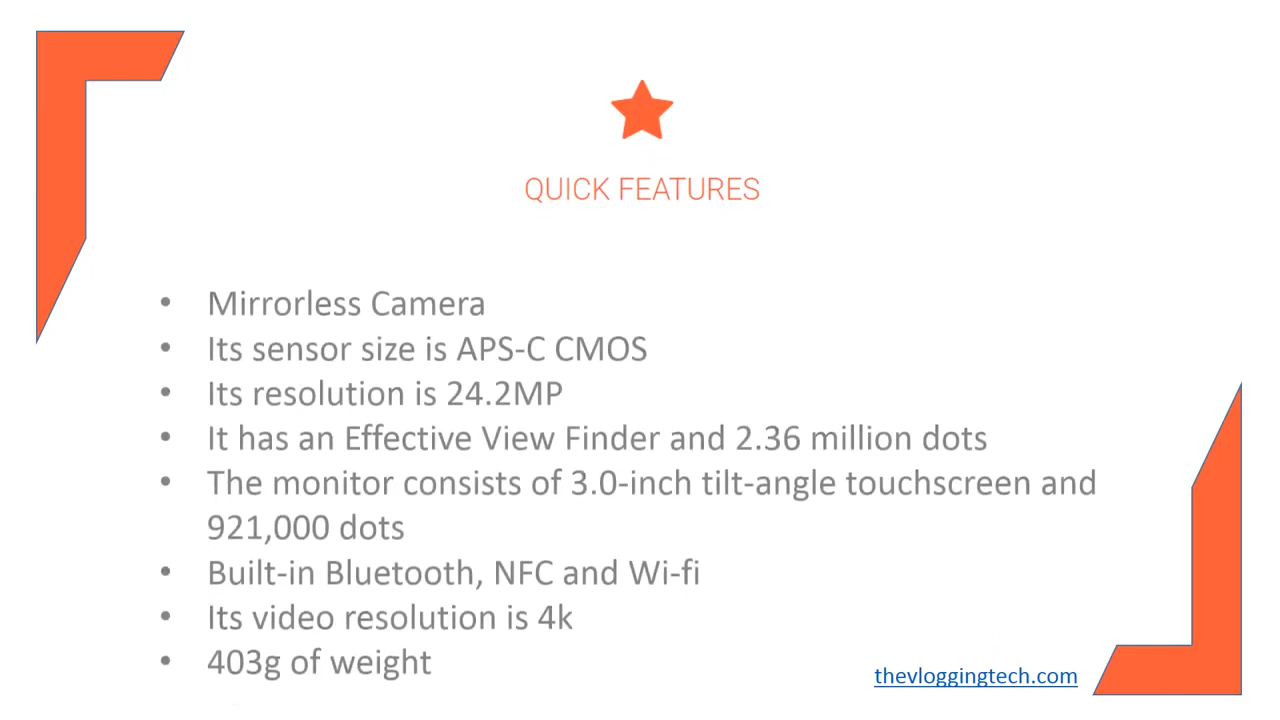 QUICK FEATURES
• Mirrorless Camera
• Its sensor size is APS-C CMOS
• Its resolution is 24.2MP
• It has an Effective View Finder and 2.36 million dots
• The monitor consists of 3.0-inch tilt-angle touchscreen and
921,000 dots
• Built-in Bluetooth, NFC and Wi-fi
• Its video resolution is 4k
• 403g of weight
thevloggingtech.com